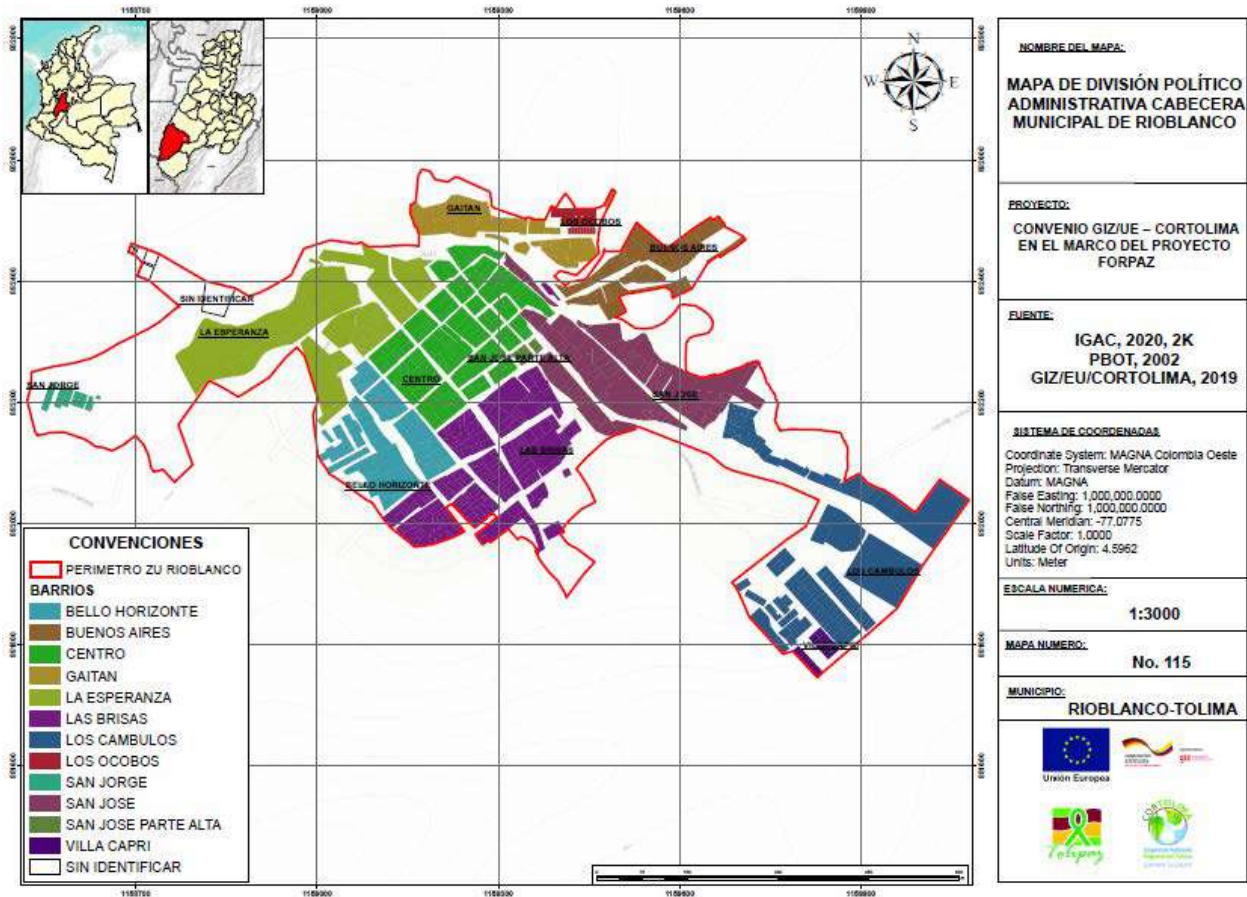 N
W
E
S
GAITAN
LOS OCOBOS
BUENOS AIRES
SIN IDENTIFICAR
LA ESPERANZA
SAN JOSE PARTE ALTA
CENTRO
SAN JORGE
SAN JOSE
LAS BRISAS
BELLO HORIZONTE
LOS CAMBULOS
CONVENCIONES
PERIMETRO ZU RIOBLANCO
BARRIOS
BELLO HORIZONTE
BUENOS AIRES
CENTRO
GAITAN
LA ESPERANZA
LAS BRISAS
LOS CAMBULOS
LOS OCOBOS
SAN JORGE
SAN JOSE
SAN JOSE PARTE ALTA
VILLA CAPRI
SIN IDENTIFICAR
NOMBRE DEL MAPA:
MAPA DE DIVISIÓN POLÍTICO
ADMINISTRATIVA CABECERA
MUNICIPAL DE RIOBLANCO
PROYECTO:
CONVENIO GIZ/UE – CORTOLIMA
EN EL MARCO DEL PROYECTO
FORPAZ
FUENTE:
IGAC, 2020, 2K
PBOT, 2002
GIZ/EU/CORTOLIMA, 2019
SISTEMA DE COORDENADAS
Coordinate System: MAGNA Colombia Oeste
Projection: Transverse Mercator
Datum: MAGNA
False Easting: 1,000,000.0000
False Northing: 1,000,000.0000
Central Meridian: -77.0775
Scale Factor: 1.0000
Latitude Of Origin: 4.5962
Units: Meter
ESCALA NUMERICA:
1:3000
MAPA NUMERO:
No. 115
MUNICIPIO:
RIOBLANCO-TOLIMA
Unión Europea
giz
Tolipaz
CORTOLIMA